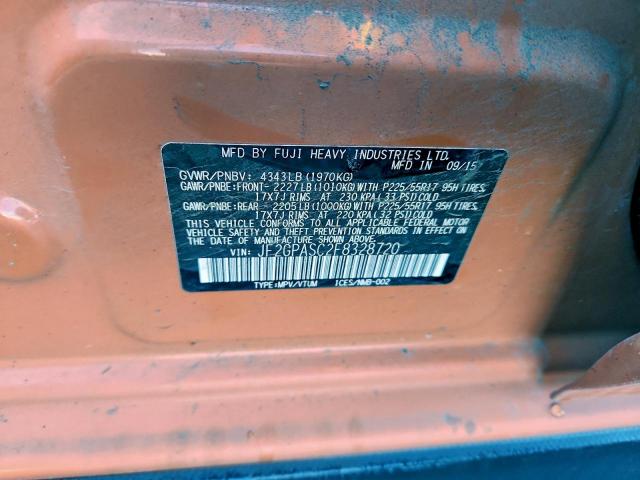 MFD BY FUJI HEAVY INDUSTRIES LTD.
MFD IN 09/15
GVWR/PNBV: 4343LB (1970KG)
GAWR/PNBE:FRONT- 2227LB (1010KG) WITH P225/55R17 95H TIRES,
17X7J RIMS AT 230 KPA (33 PSI) COLD
GAWR/PNBE:REAR - 2205LB (1000KG) WITH P225/55R17 95H TIRES,
17X7J RIMS AT 220 KPA (32 PSI) COLD
THIS VEHICLE CONFORMS TO ALL APPLICABLE FEDERAL MOTOR
VEHICLE SAFETY AND THEFT PREVENTION STANDARDS IN EFFECT
ON THE DATE OF MANUFACTURE SHOWN ABOVE.
VIN: JF2GPASC2F8328720
TYPE:MPV/VTUM ICES/NMB-002